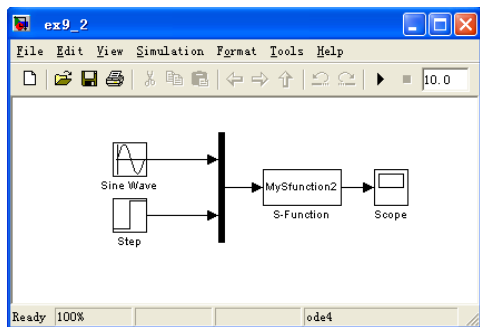 ex9_2
File Edit View Simulation Format Tools Help
10.0
Sine Wave
Step
MySfunction2
S-Function
Scope
Ready 100% ode4